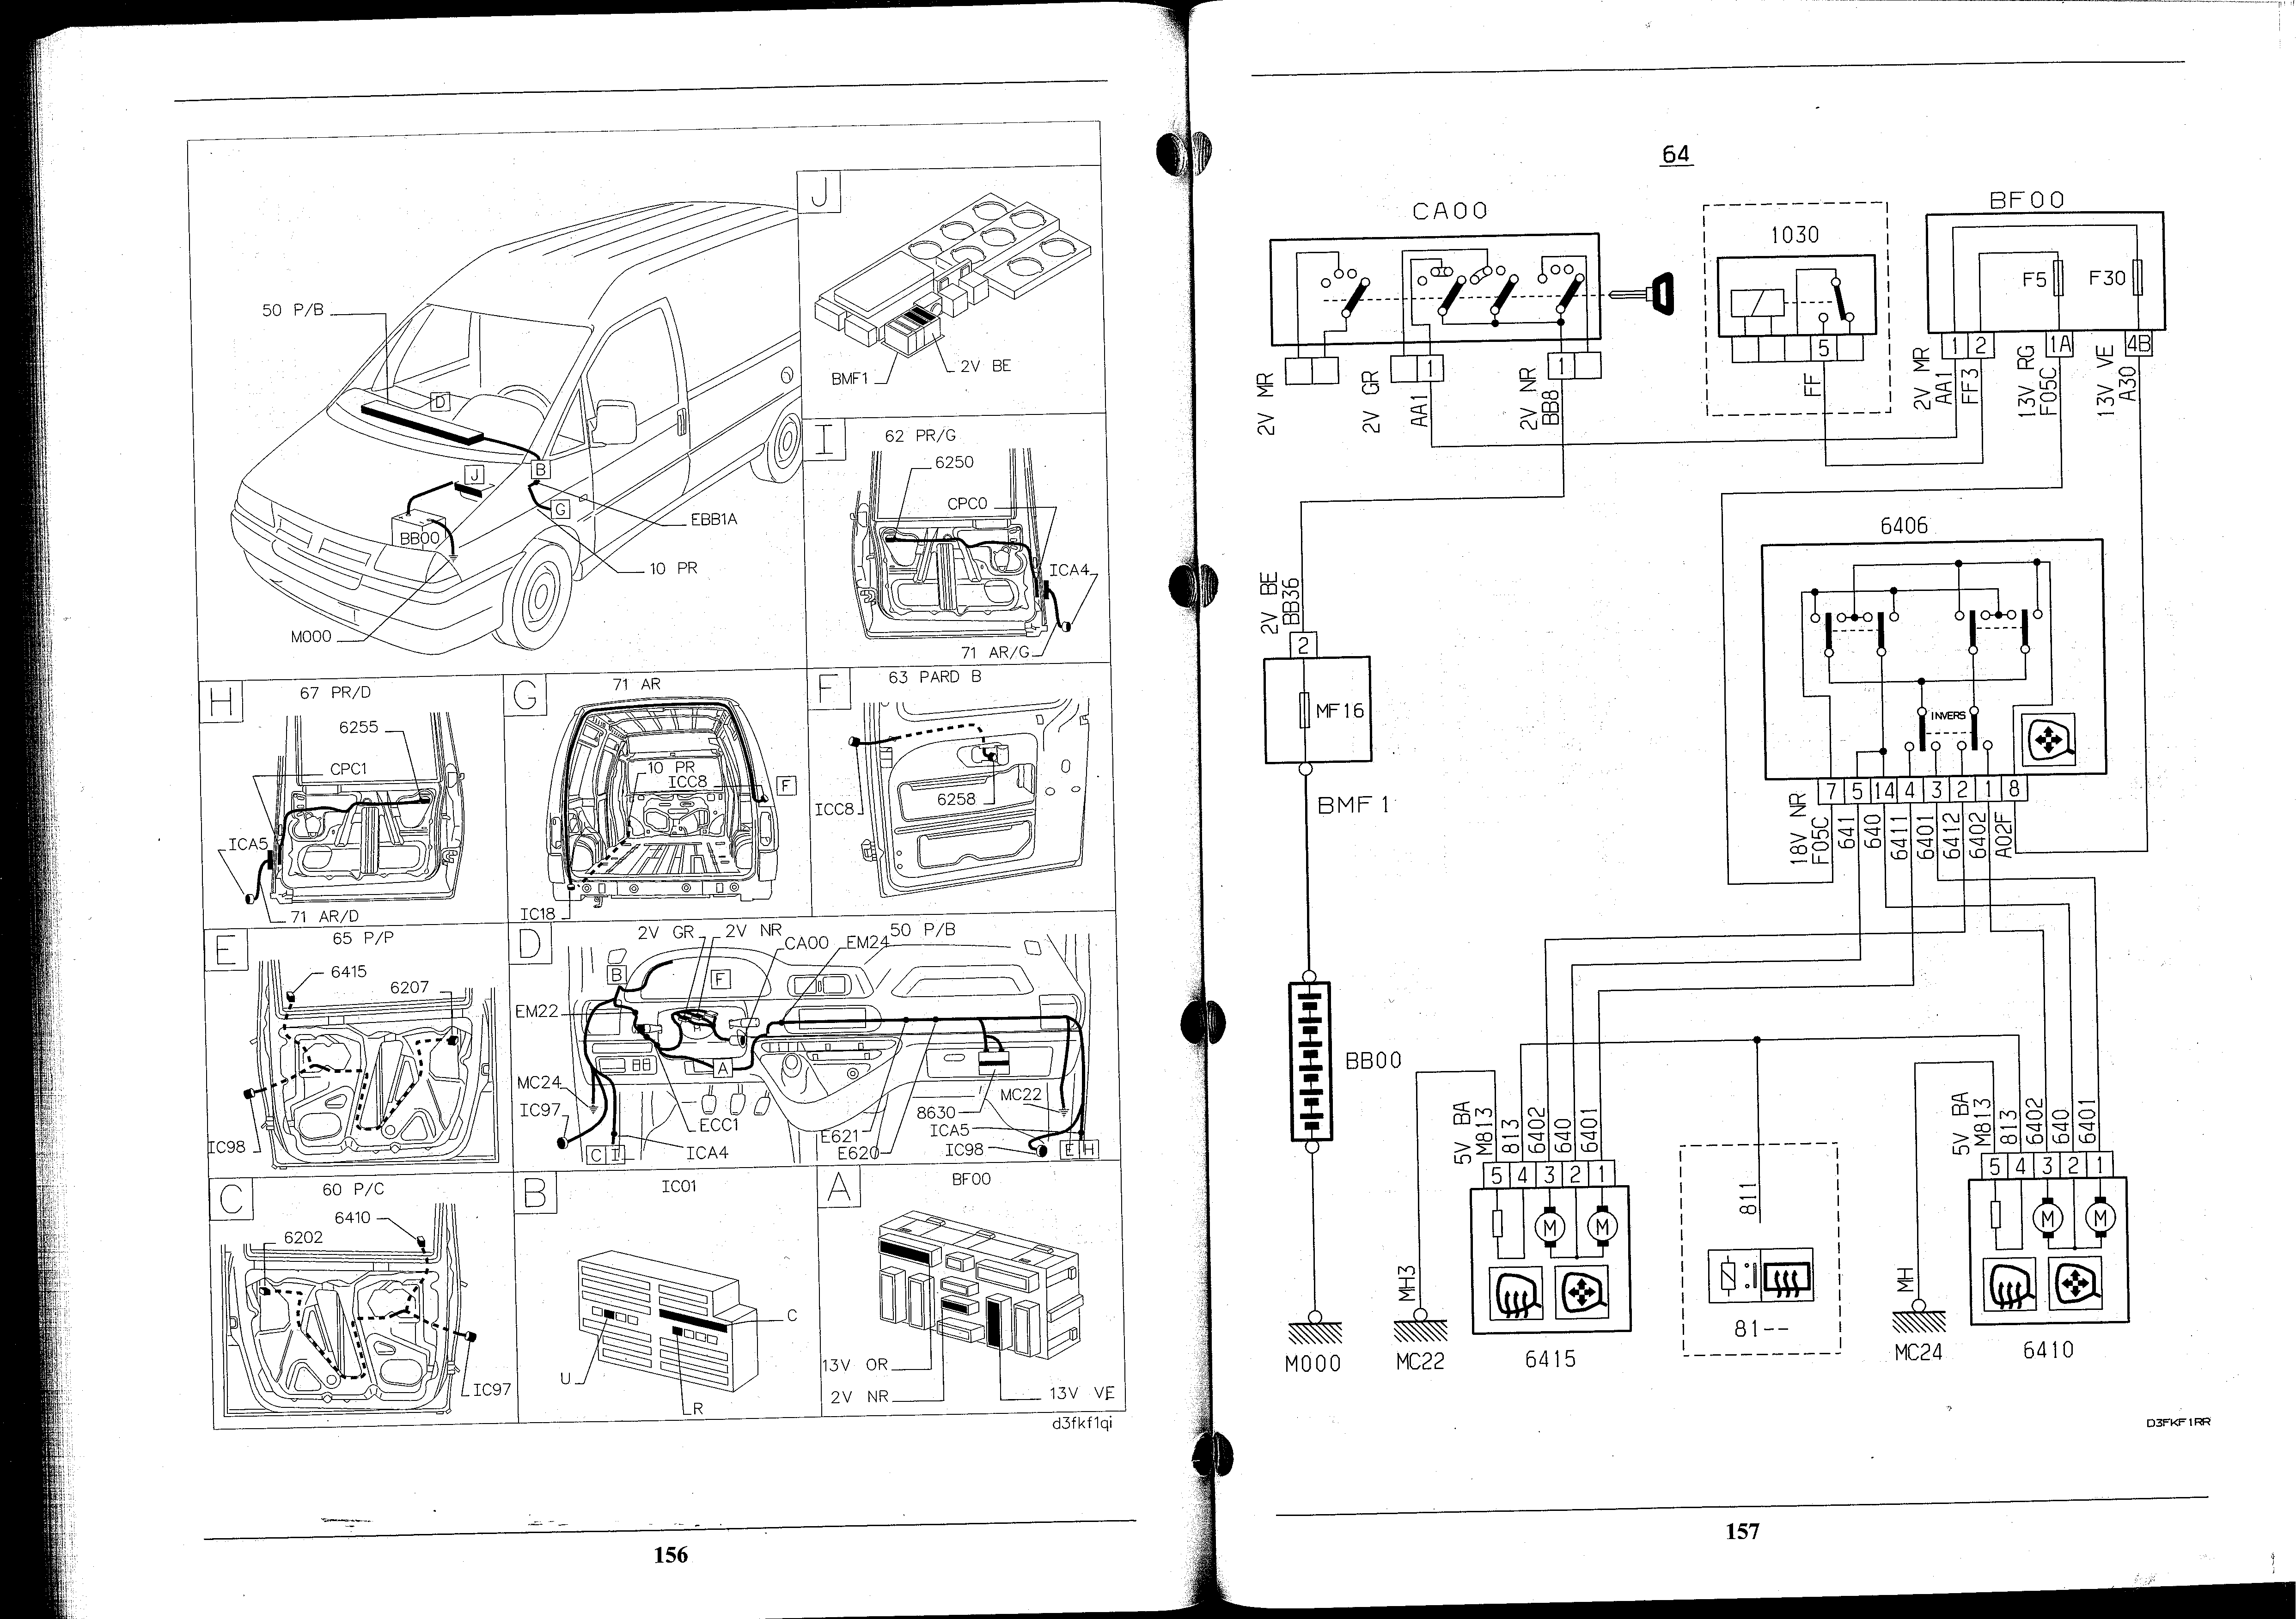 J
50 P/B
D
2V BE
BMF1
I
62 PR/G
6250
B
J
CPC0
G
EBB1A
BB00
10 PR
ICA4
M000
71 AR/G
H
67 PR/D
G
71 AR
F
63 PARD B
6255
CPC1
10 PR
ICC8
F
ICC8
6258
ICA5
71 AR/D
IC18
E
65 P/P
D
2V GR
2V NR
50 P/B
CA00
EM24
6415
B
F
6207
EM22
A
MC24
IC97
MC22
8630
ECC1
E621
ICA5
IC98
C
I
ICA4
E620
IC98
E
H
C
60 P/C
B
IC01
A
BF00
6410
6202
C
13V OR
U
IC97
2V NR
13V VE
R
d3fkf1qi
156
64
CA00
BF00
1030
F5
F30
5
1
2
1A
4B
1
1
2V MR
2V GR
AA1
2V NR
BB8
FF
2V MR
AA1
FF3
13V RG
F05C
13V VE
A30
6406
2V BE
BB36
2
MF16
INVERS
BMF1
7
5
14
4
3
2
1
8
18V NR
F05C
641
640
6411
6401
6412
6402
A02F
BB00
5V BA
M813
813
6402
640
6401
5V BA
M813
813
6402
640
6401
5
4
3
2
1
5
4
3
2
1
811
M
M
M
M
MH3
MH
81--
M000
MC22
6415
MC24
6410
D3FKF1RR
157